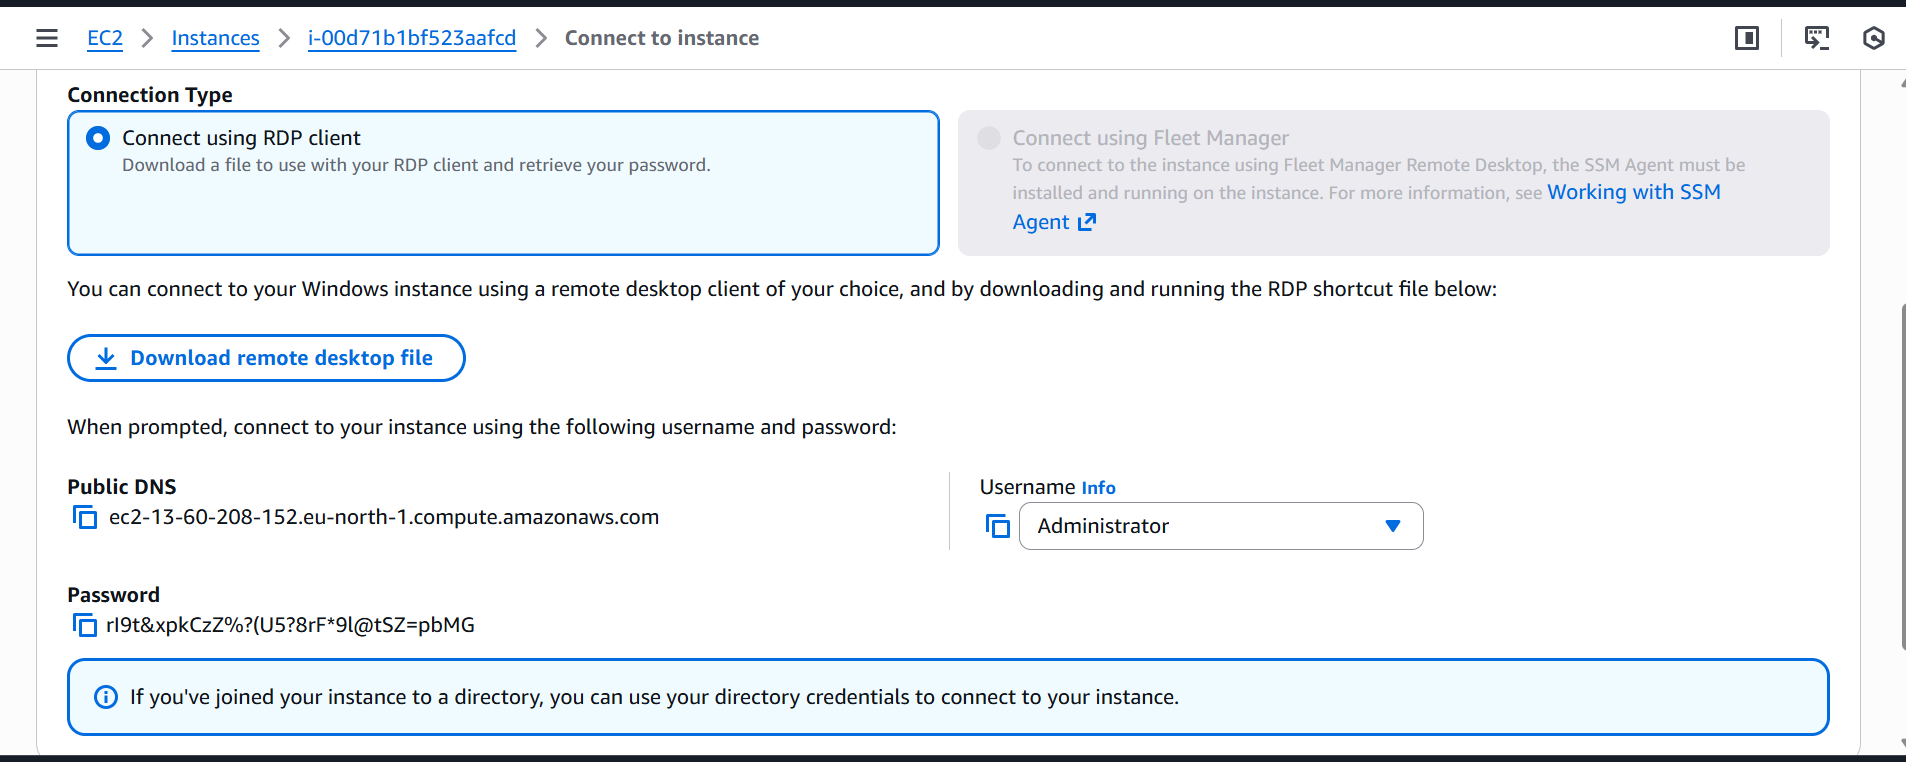 EC2 > Instances > i-00d71b1bf523aafcd > Connect to instance
Connection Type
Connect using RDP client
Download a file to use with your RDP client and retrieve your password.
Connect using Fleet Manager
To connect to the instance using Fleet Manager Remote Desktop, the SSM Agent must be
installed and running on the instance. For more information, see Working with SSM
Agent
You can connect to your Windows instance using a remote desktop client of your choice, and by downloading and running the RDP shortcut file below:
Download remote desktop file
When prompted, connect to your instance using the following username and password:
Public DNS
ec2-13-60-208-152.eu-north-1.compute.amazonaws.com
Username Info
Administrator
Password
rI9t&xpkCzZ%?(U5?8rF*9l@tSZ=pbMG
If you've joined your instance to a directory, you can use your directory credentials to connect to your instance.